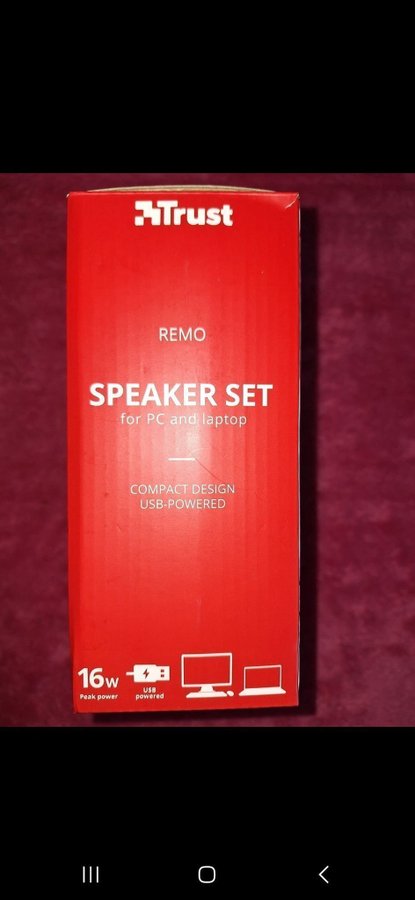 Trust
REMO
SPEAKER SET
for PC and laptop
COMPACT DESIGN
USB-POWERED
16W
Peak power
USB
powered